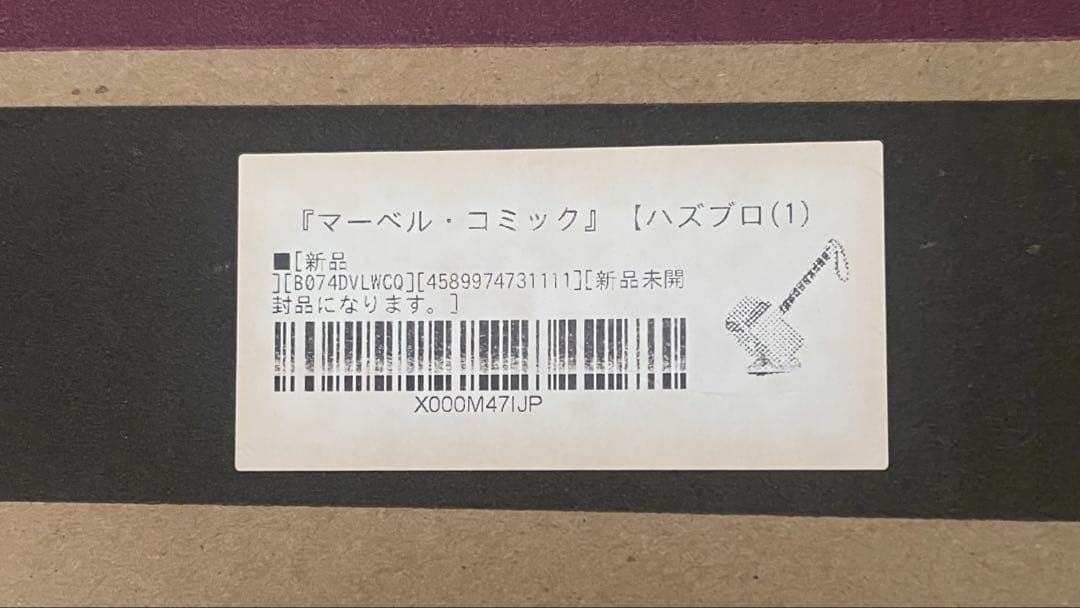 『マーベル・コミック』【ハズブロ(1)
■[新品
][B074DVLWCQ][4589974731111][新品未開
封品になります。]
X000M47IJP